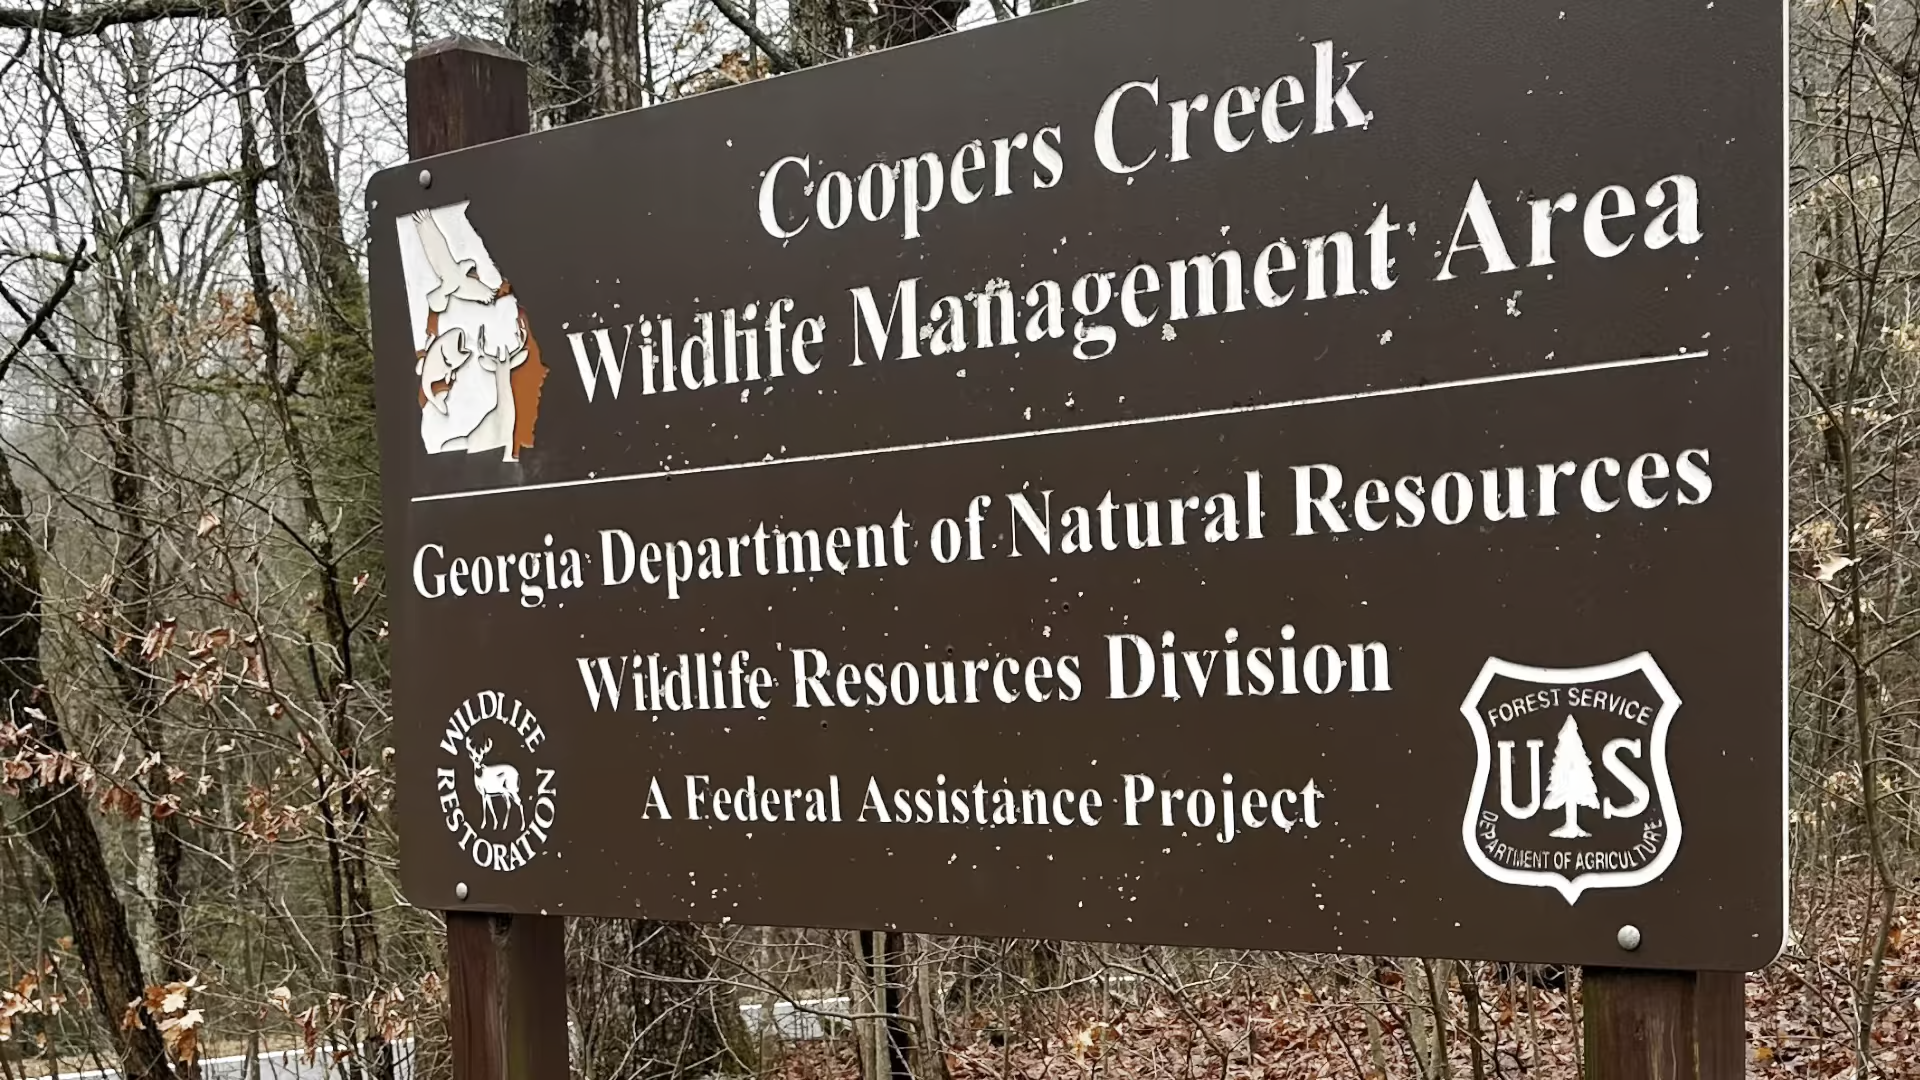 Coopers Creek
Wildlife Management Area
Georgia Department of Natural Resources
Wildlife Resources Division
A Federal Assistance Project
WILDLIFE
RESTORATION
FOREST SERVICE
U S
DEPARTMENT OF AGRICULTURE